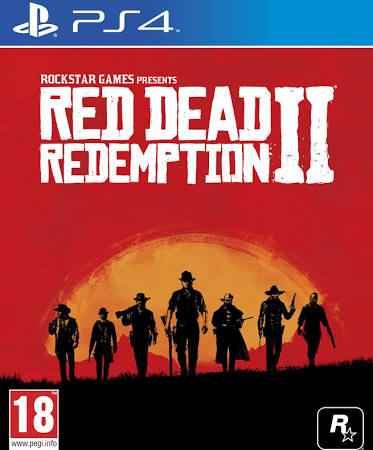 PS4
ROCKSTAR GAMES PRESENTS
RED DEAD
REDEMPTION II
18
www.pegi.info
R